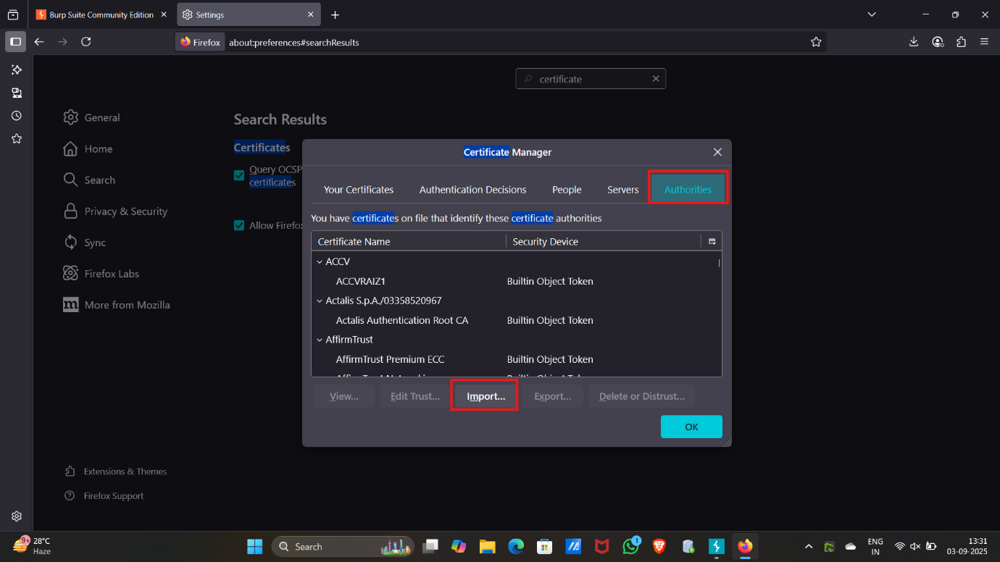 Burp Suite Community Edition
Settings
Firefox
about:preferences#searchResults
certificate
General
Home
Search
Privacy & Security
Sync
Firefox Labs
More from Mozilla
Extensions & Themes
Firefox Support
Search Results
Certificates
Query OCSP
certificates
Allow Firefo
Certificate Manager
Your Certificates
Authentication Decisions
People
Servers
Authorities
You have certificates on file that identify these certificate authorities
Certificate Name
Security Device
ACCV
ACCVRAIZ1
Builtin Object Token
Actalis S.p.A./03358520967
Actalis Authentication Root CA
Builtin Object Token
AffirmTrust
AffirmTrust Premium ECC
Builtin Object Token
View...
Edit Trust...
Import...
Export...
Delete or Distrust...
OK
9+
28°C
Haze
Search
1
ENG
IN
13:31
03-09-2025